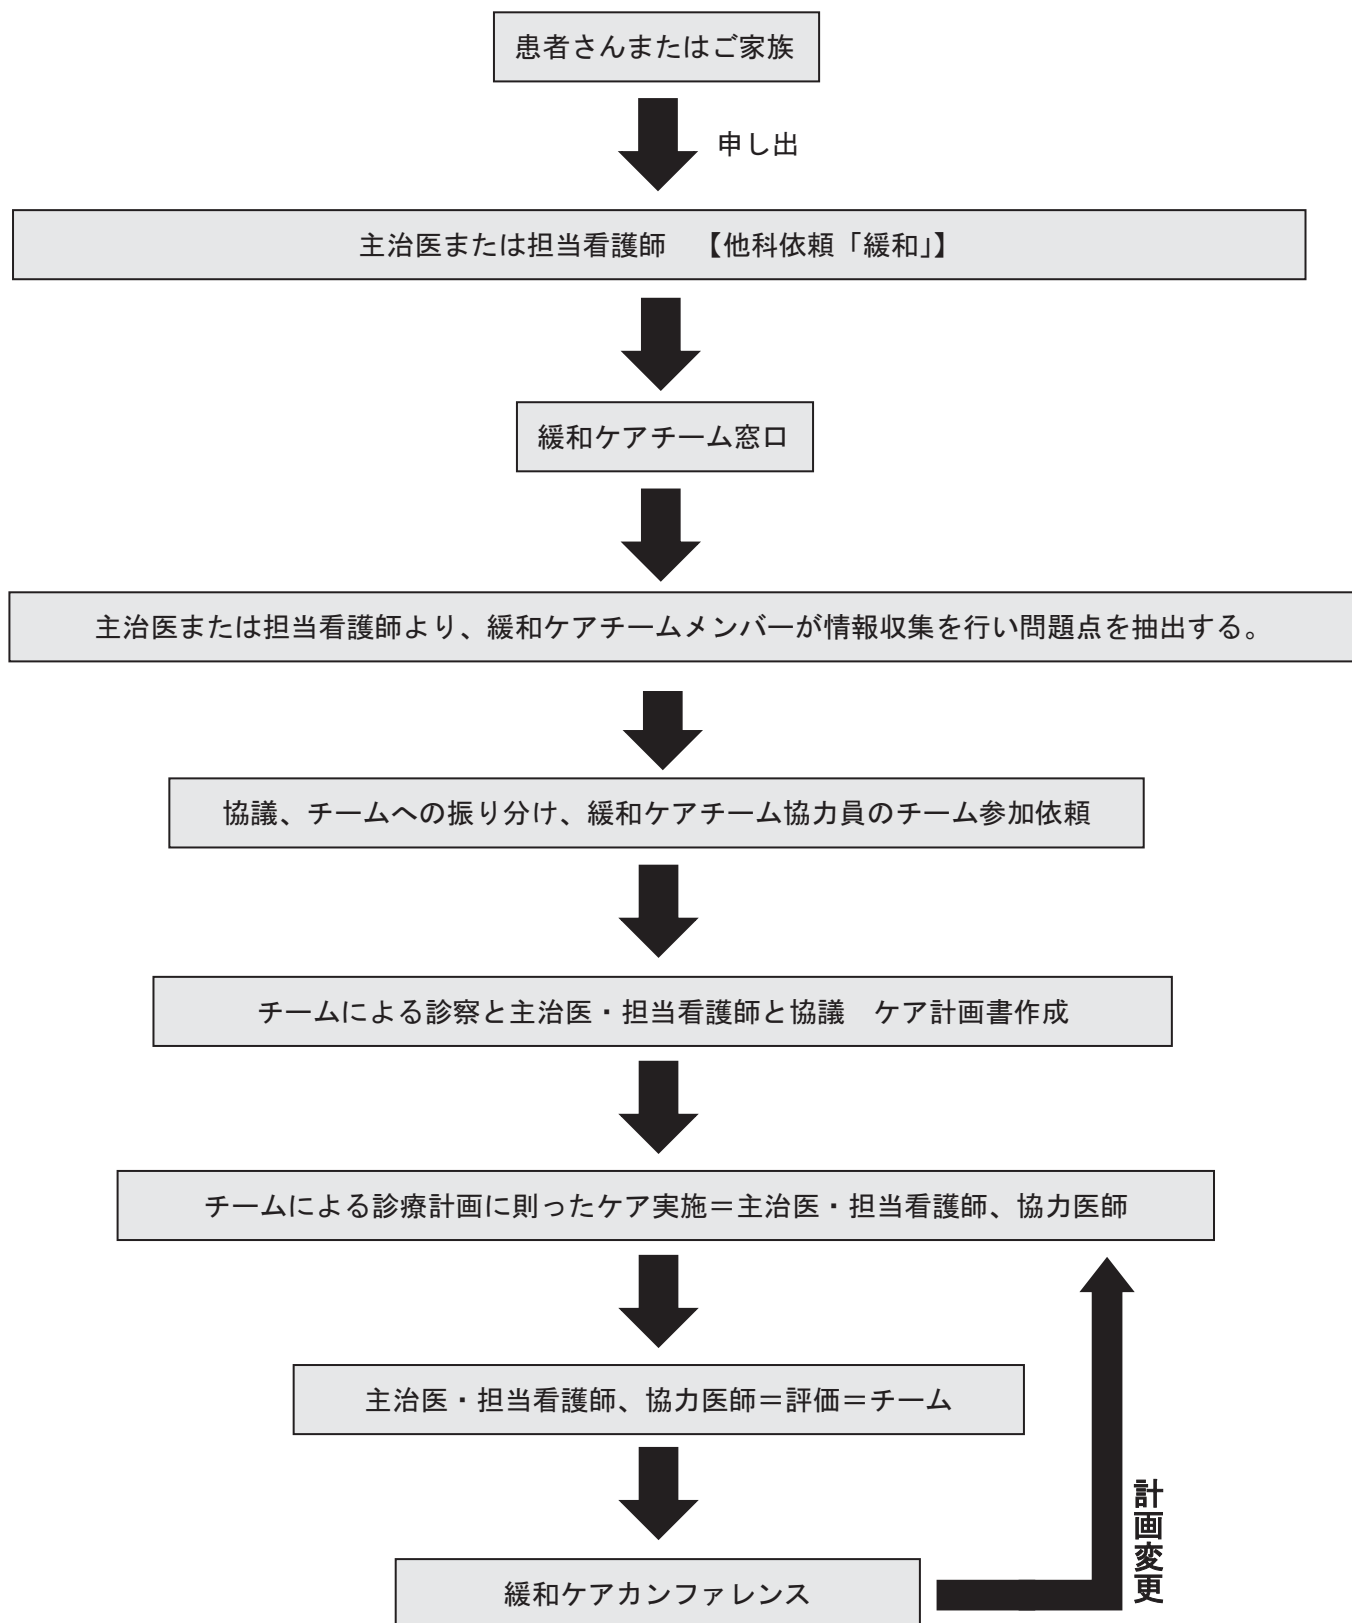 患者さんまたはご家族
申し出
主治医または担当看護師　【他科依頼「緩和」】
緩和ケアチーム窓口
主治医または担当看護師より、緩和ケアチームメンバーが情報収集を行い問題点を抽出する。
協議、チームへの振り分け、緩和ケアチーム協力員のチーム参加依頼
チームによる診察と主治医・担当看護師と協議　ケア計画書作成
チームによる診療計画に則ったケア実施＝主治医・担当看護師、協力医師
主治医・担当看護師、協力医師＝評価＝チーム
計画変更
緩和ケアカンファレンス